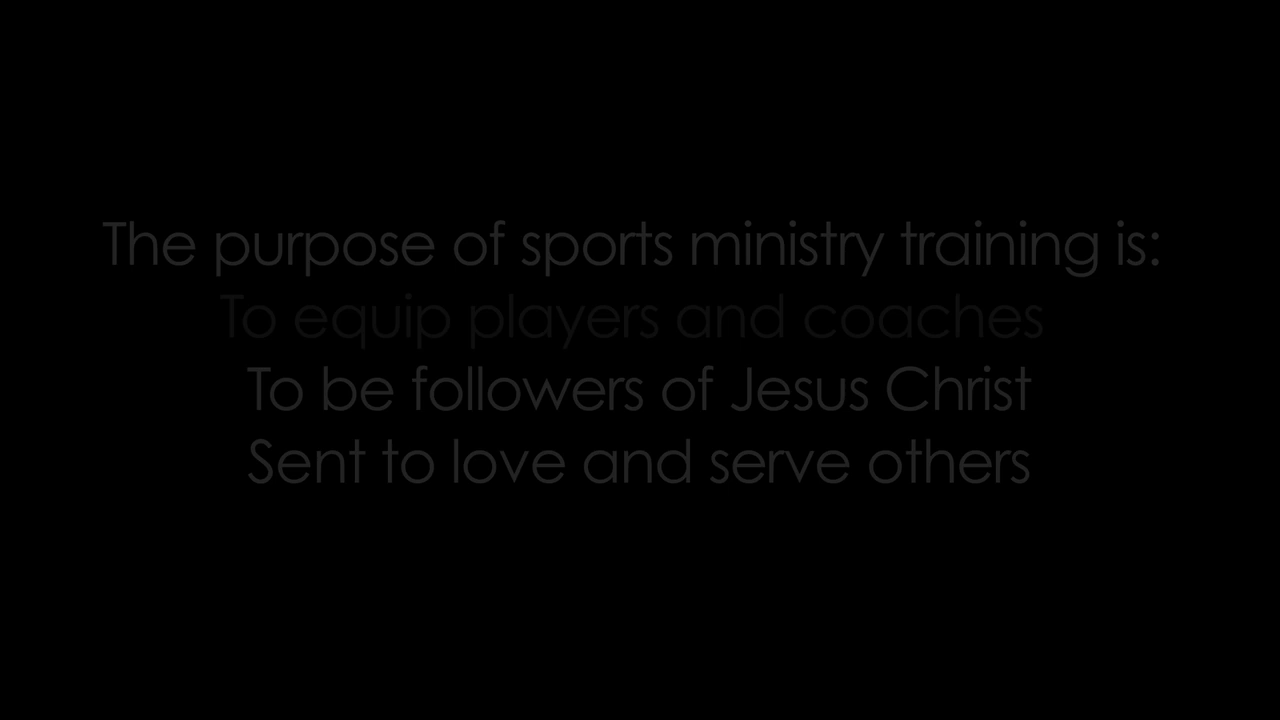 The purpose of sports ministry training is:
To equip players and coaches
To be followers of Jesus Christ
Sent to love and serve others